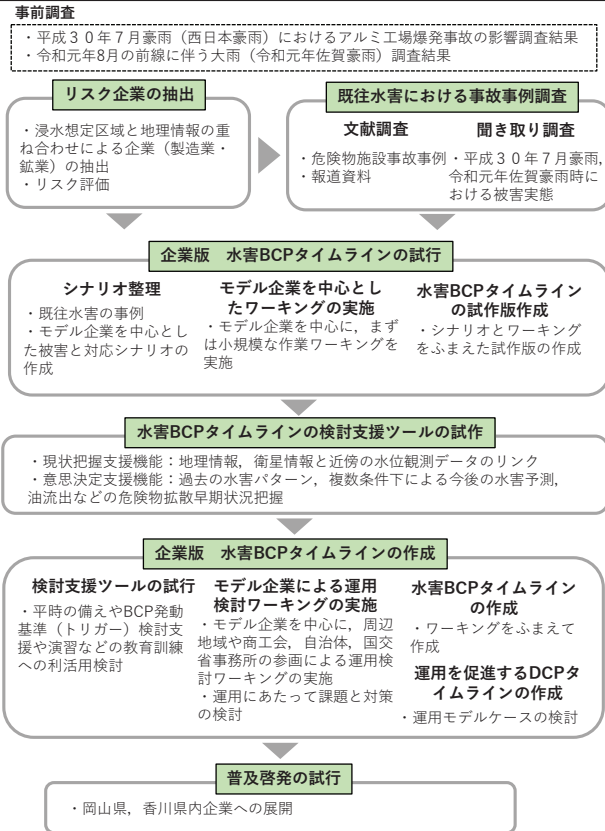 事前調査
・平成３０年７月豪雨（西日本豪雨）におけるアルミ工場爆発事故の影響調査結果
・令和元年8月の前線に伴う大雨（令和元年佐賀豪雨）調査結果
リスク企業の抽出
・浸水想定区域と地理情報の重
ね合わせによる企業（製造業・
鉱業）の抽出
・リスク評価
既往水害における事故事例調査
文献調査
・危険物施設事故事例
・報道資料
聞き取り調査
・平成３０年７月豪雨，
令和元年佐賀豪雨時に
おける被害実態
企業版　水害BCPタイムラインの試行
シナリオ整理
・既往水害の事例
・モデル企業を中心とし
た被害と対応シナリオの
作成
モデル企業を中心とし
たワーキングの実施
・モデル企業を中心に，まず
は小規模な作業ワーキングを
実施
水害BCPタイムライン
の試作版作成
・シナリオとワーキング
をふまえた試作版の作成
水害BCPタイムラインの検討支援ツールの試作
・現状把握支援機能：地理情報，衛星情報と近傍の水位観測データのリンク
・意思決定支援機能：過去の水害パターン，複数条件下による今後の水害予測，
油流出などの危険物拡散早期状況把握
企業版　水害BCPタイムラインの作成
検討支援ツールの試行
・平時の備えやBCP発動
基準（トリガー）検討支
援や演習などの教育訓練
への利活用検討
モデル企業による運用
検討ワーキングの実施
・モデル企業を中心に，周辺
地域や商工会，自治体，国交
省事務所の参画による運用検
討ワーキングの実施
・運用にあたって課題と対策
の検討
水害BCPタイムライン
の作成
・ワーキングをふまえて
作成
運用を促進するDCPタ
イムラインの作成
・運用モデルケースの検討
普及啓発の試行
・岡山県，香川県内企業への展開